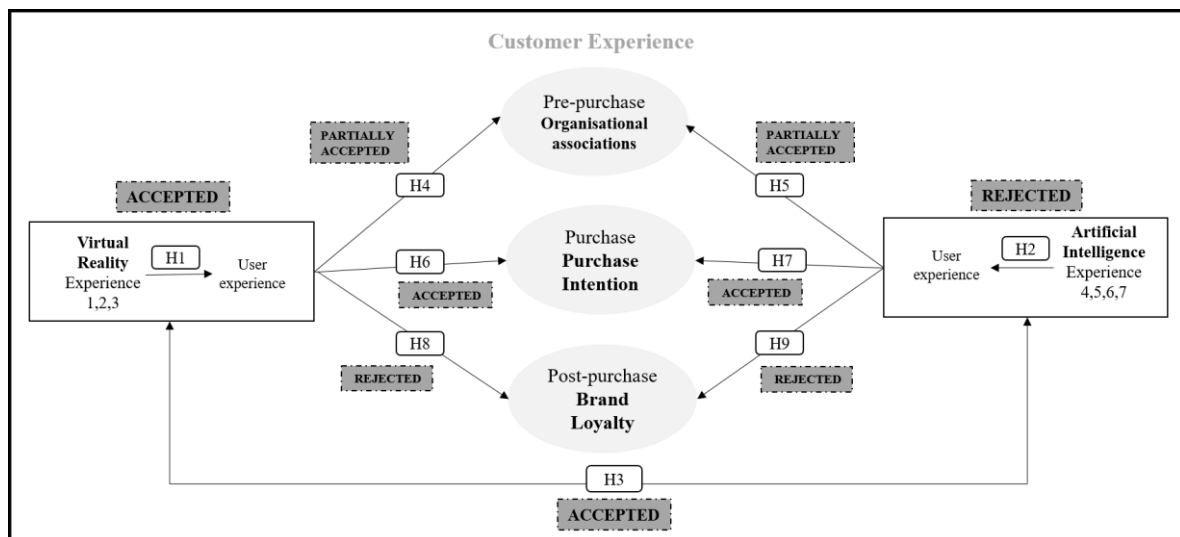 Customer Experience
Pre-purchase
Organisational
associations
PARTIALLY
ACCEPTED
PARTIALLY
ACCEPTED
H4
H5
ACCEPTED
REJECTED
Virtual
Reality
Experience
1,2,3
H1
User
experience
Purchase
Purchase
Intention
H6
ACCEPTED
H7
ACCEPTED
User
experience
H2
Artificial
Intelligence
Experience
4,5,6,7
H8
REJECTED
H9
REJECTED
Post-purchase
Brand
Loyalty
H3
ACCEPTED